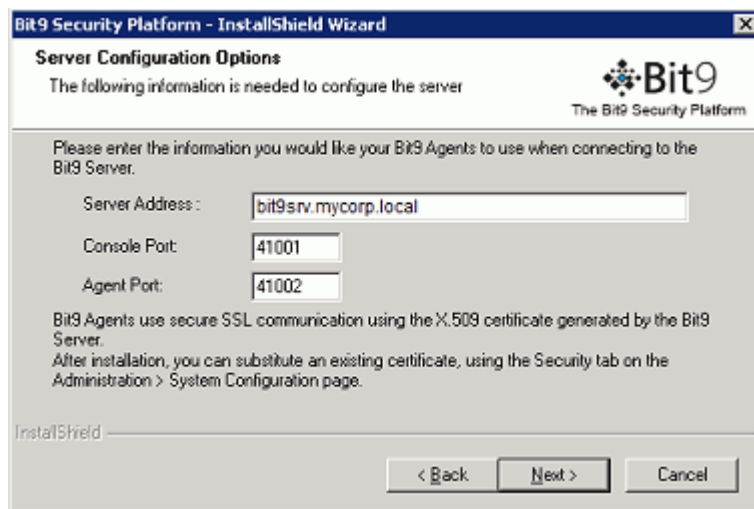 Bit9 Security Platform - InstallShield Wizard
Server Configuration Options
The following information is needed to configure the server
Bit9
The Bit9 Security Platform
Please enter the information you would like your Bit9 Agents to use when connecting to the
Bit9 Server.
Server Address : bit9srv.mycorp.local
Console Port: 41001
Agent Port: 41002
Bit9 Agents use secure SSL communication using the X.509 certificate generated by the Bit9
Server.
After installation, you can substitute an existing certificate, using the Security tab on the
Administration > System Configuration page.
InstallShield
< Back Next > Cancel